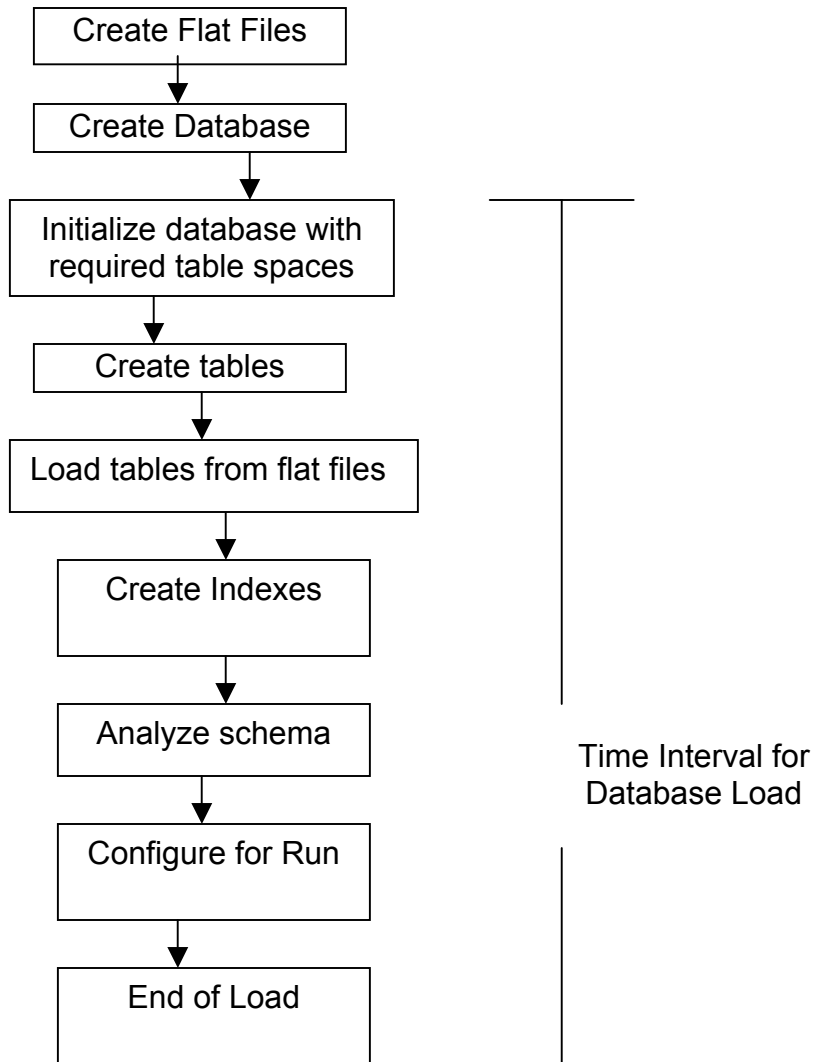 Create Flat Files
Create Database
Initialize database with
required table spaces
Create tables
Load tables from flat files
Create Indexes
Analyze schema
Time Interval for
Database Load
Configure for Run
End of Load